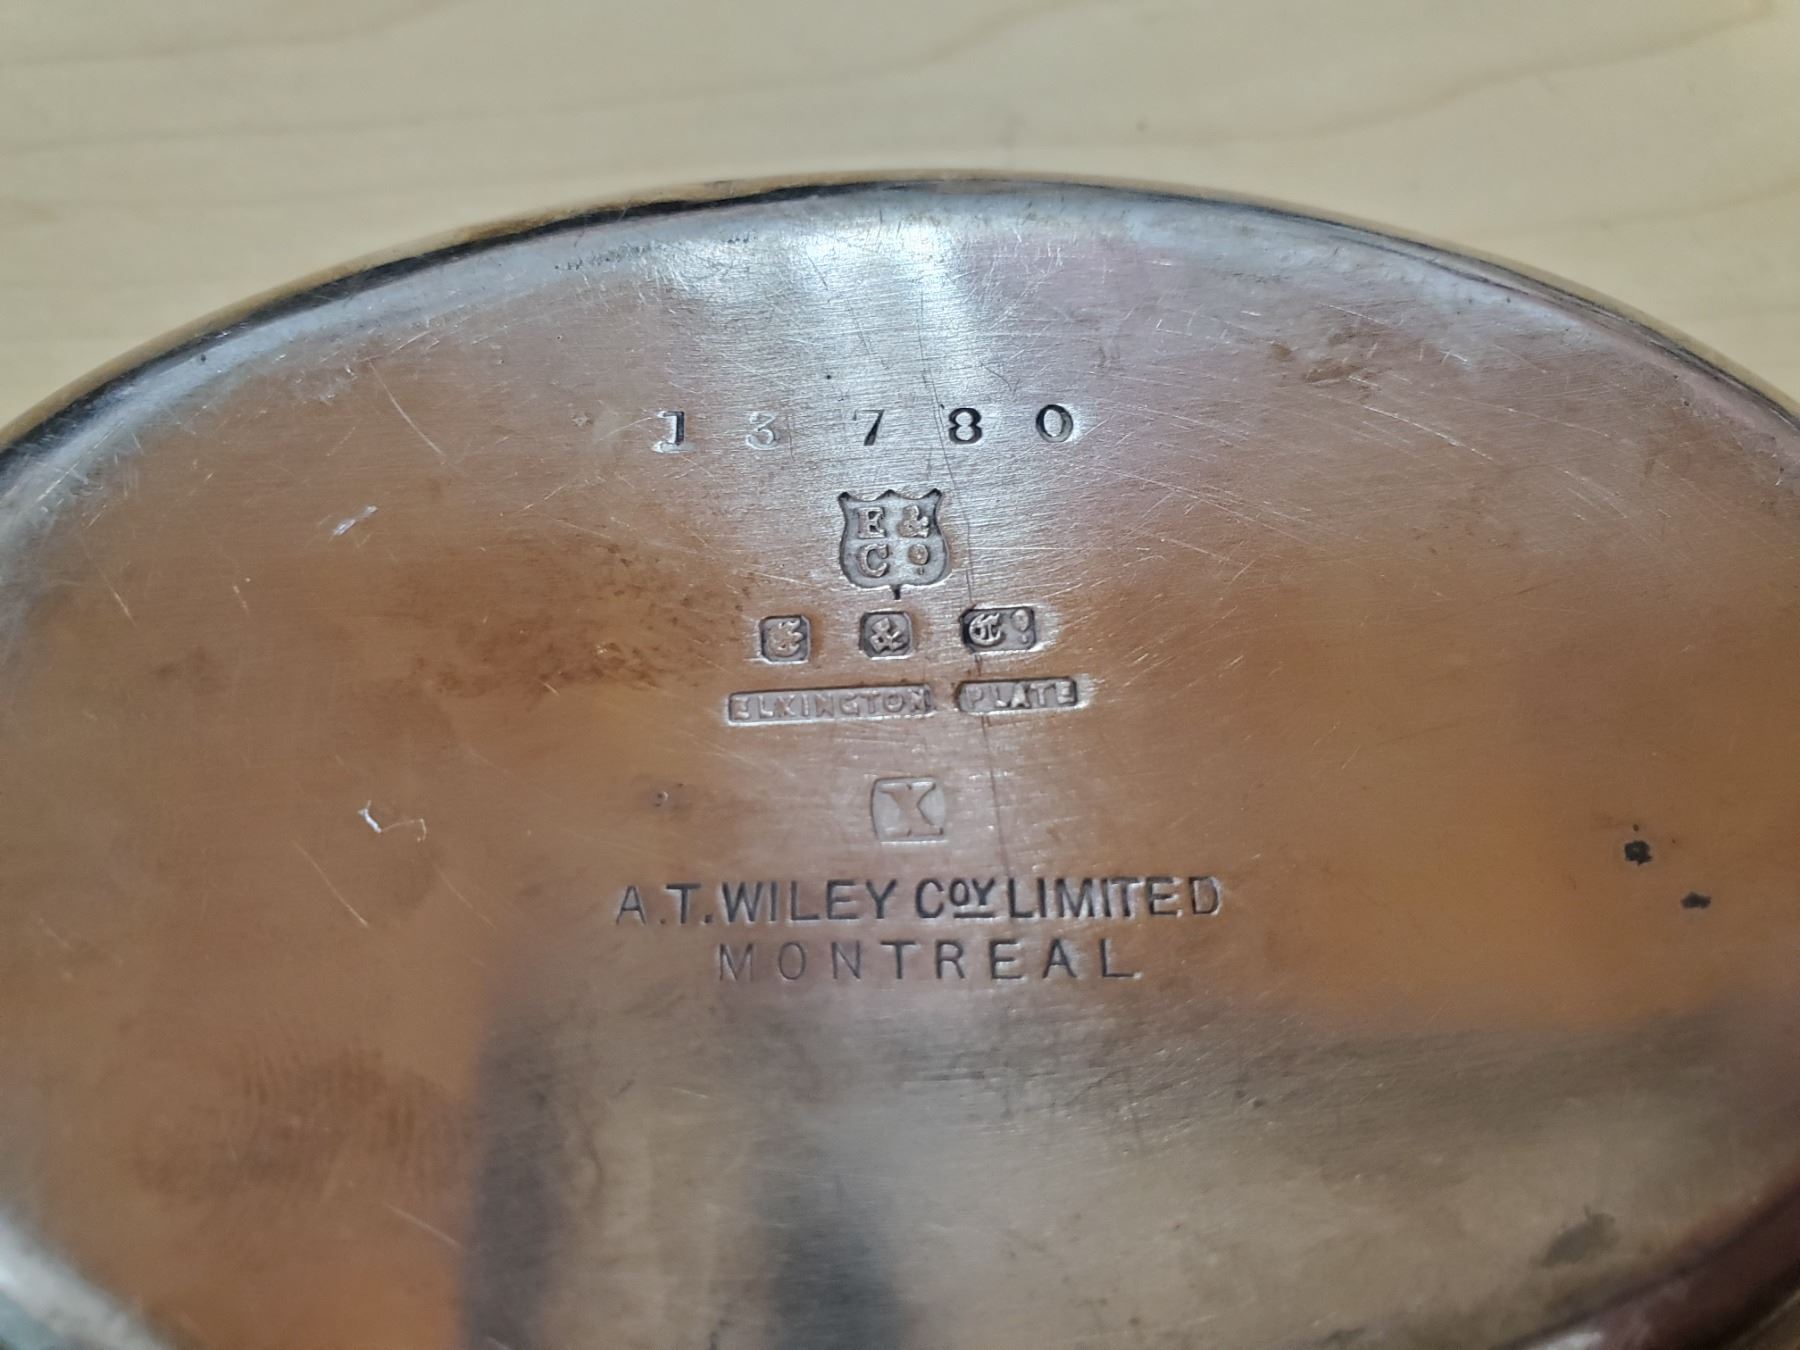 13780
E &
Co
E & Co
ELKINGTON PLATE
X
A.T. WILEY COY LIMITED
MONTREAL